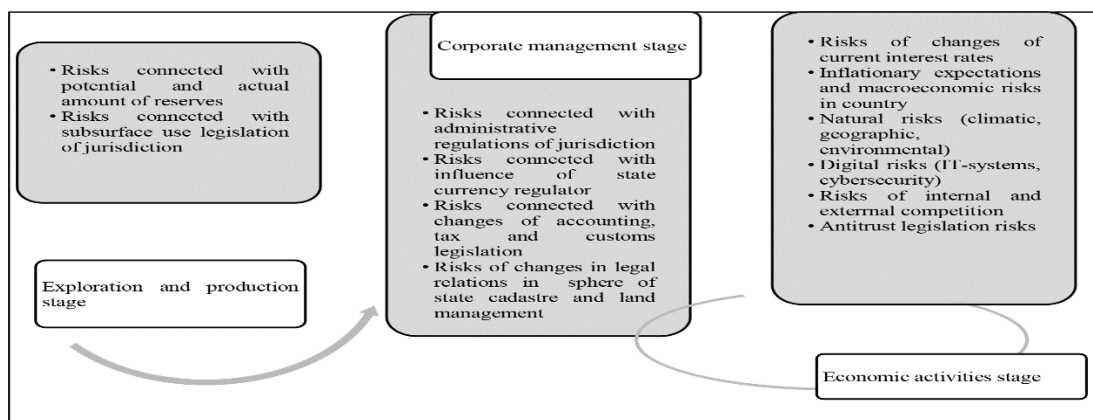 • Risks connected with
potential and actual
amount of reserves
• Risks connected with
subsurface use legislation
of jurisdiction
Exploration and production
stage
Corporate management stage
• Risks connected with
administrative
regulations of jurisdiction
• Risks connected with
influence of state
currency regulator
• Risks connected with
changes of accounting,
tax and customs
legislation
• Risks of changes in legal
relations in sphere of
state cadastre and land
management
• Risks of changes of
current interest rates
• Inflationary expectations
and macroeconomic risks
in country
• Natural risks (climatic,
geographic,
environmental)
• Digital risks (IT-systems,
cybersecurity)
• Risks of internal and
exterrnal competition
• Antitrust legislation risks
Economic activities stage